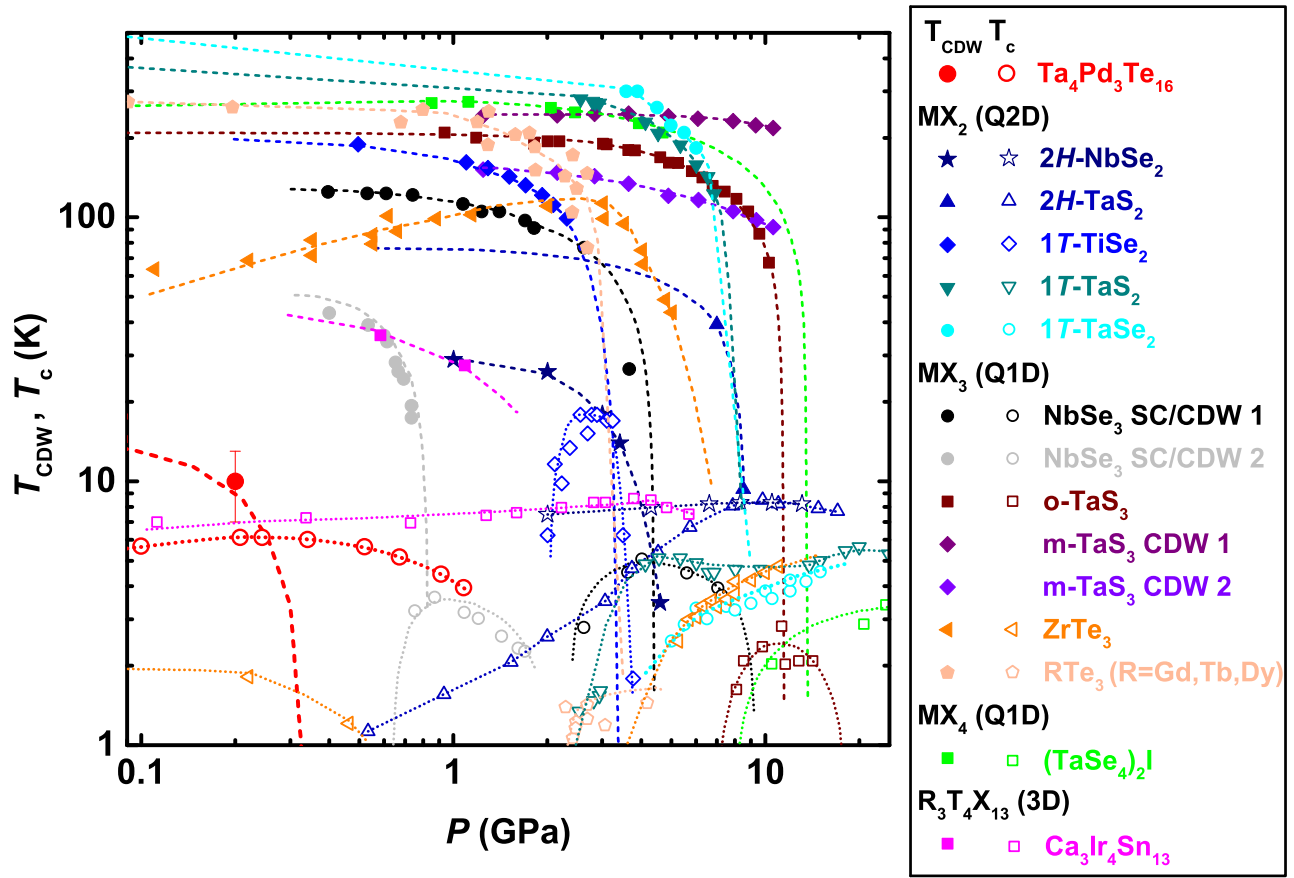 100
10
1
0.1
1
10
T_CDW , T_c (K)
P (GPa)
T_CDW T_c
Ta₄Pd₃Te₁₆
MX₂ (Q2D)
2H-NbSe₂
2H-TaS₂
1T-TiSe₂
1T-TaS₂
1T-TaSe₂
MX₃ (Q1D)
NbSe₃ SC/CDW 1
NbSe₃ SC/CDW 2
o-TaS₃
m-TaS₃ CDW 1
m-TaS₃ CDW 2
ZrTe₃
RTe₃ (R=Gd,Tb,Dy)
MX₄ (Q1D)
(TaSe₄)₂I
R₃T₄X₁₃ (3D)
Ca₃Ir₄Sn₁₃